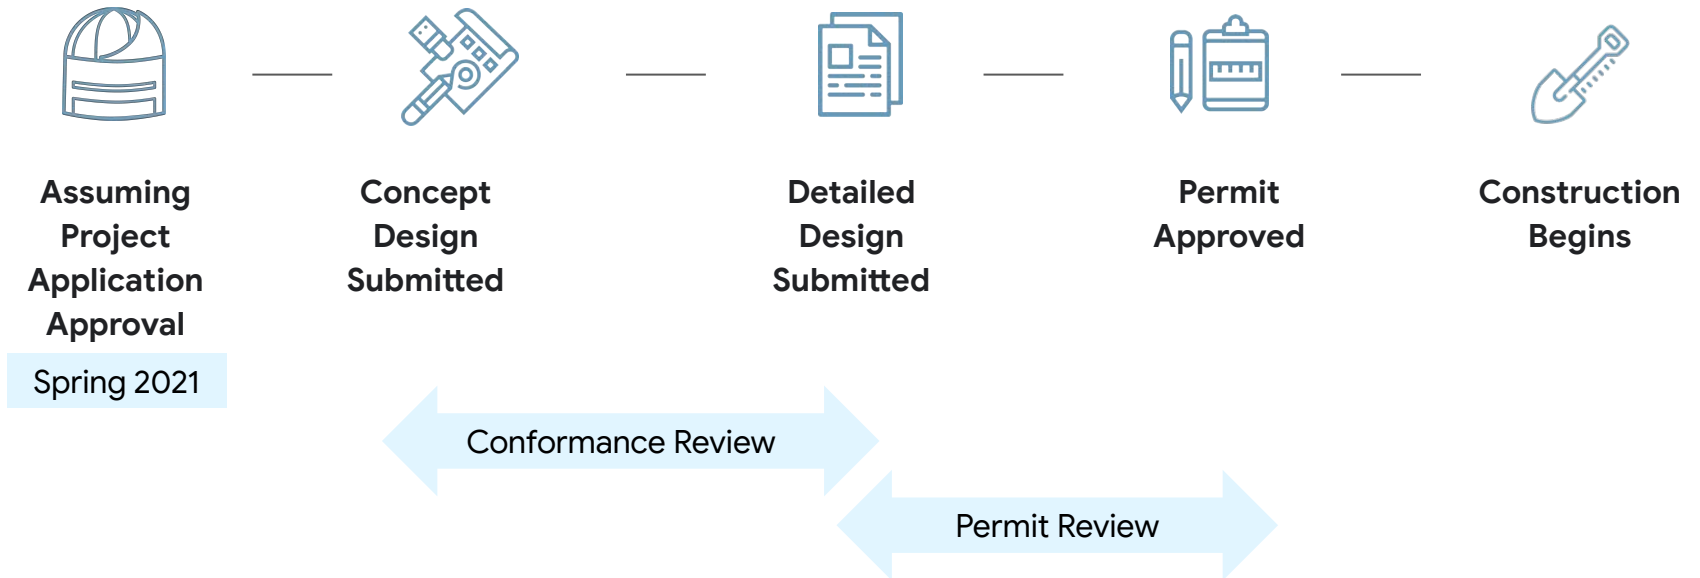 Assuming
Project
Application
Approval
Spring 2021
Concept
Design
Submitted
Detailed
Design
Submitted
Permit
Approved
Construction
Begins
Conformance Review
Permit Review